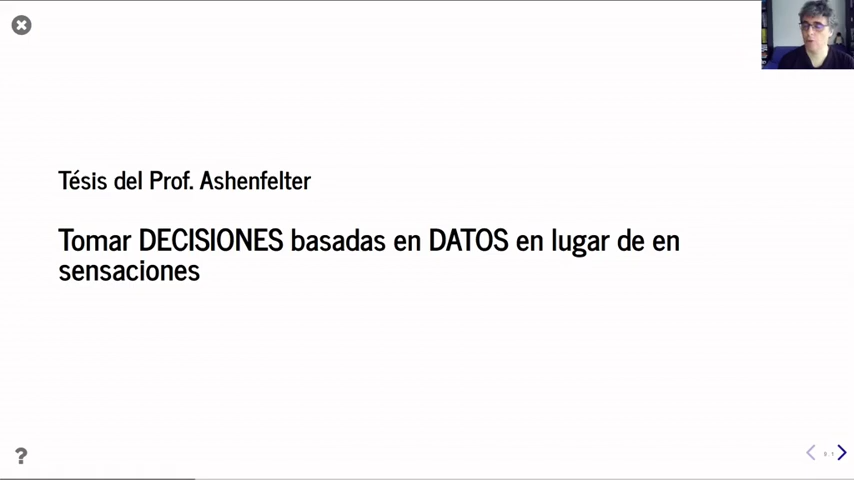 Tésis del Prof. Ashenfelter
Tomar DECISIONES basadas en DATOS en lugar de en
sensaciones
?